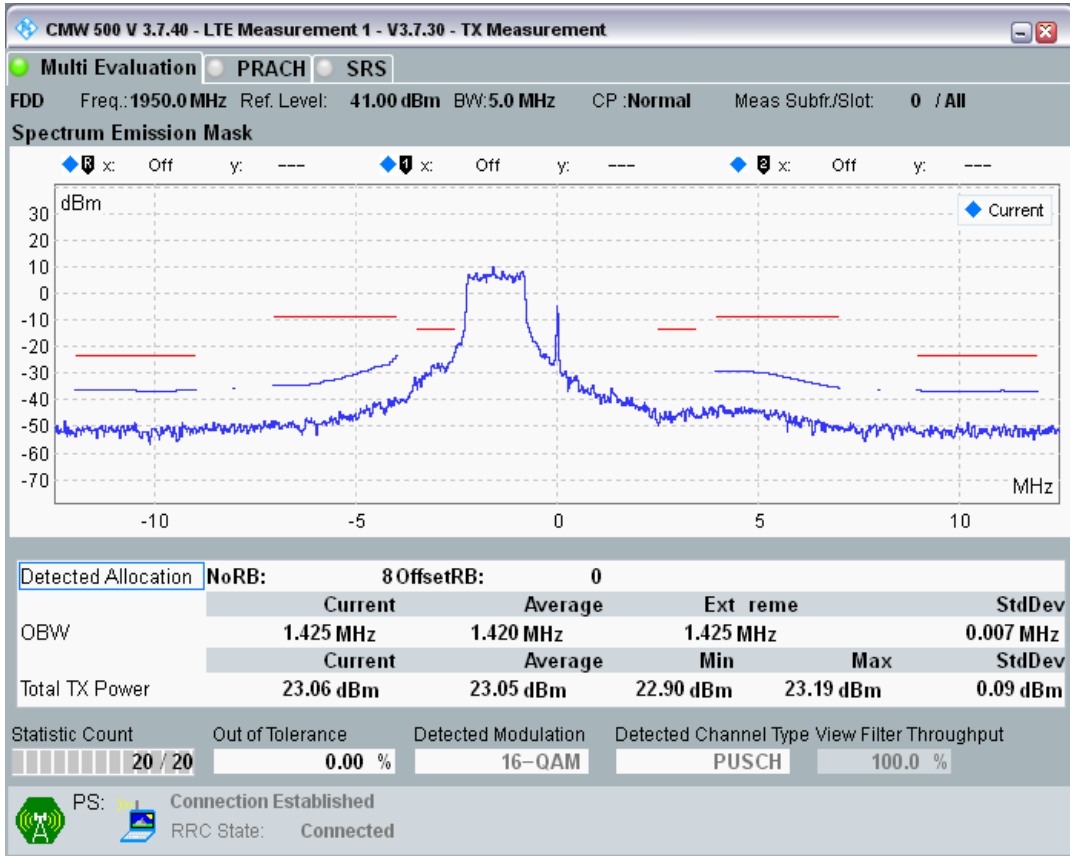 CMW 500 V 3.7.40 - LTE Measurement 1 - V3.7.30 - TX Measurement
Multi Evaluation PRACH SRS
FDD Freq.: 1950.0 MHz Ref. Level: 41.00 dBm BW: 5.0 MHz CP : Normal Meas Subfr./Slot: 0 / All
Spectrum Emission Mask
R x: Off y: --- 1 x: Off y: --- 2 x: Off y: ---
dBm
Current
30
20
10
0
-10
-20
-30
-40
-50
-60
-70
MHz
-10 -5 0 5 10
Detected Allocation NoRB: 8 OffsetRB: 0
Current Average Ext reme StdDev
OBW 1.425 MHz 1.420 MHz 1.425 MHz 0.007 MHz
Current Average Min Max StdDev
Total TX Power 23.06 dBm 23.05 dBm 22.90 dBm 23.19 dBm 0.09 dBm
Statistic Count Out of Tolerance Detected Modulation Detected Channel Type View Filter Throughput
20 / 20 0.00 % 16-QAM PUSCH 100.0 %
PS: Connection Established
RRC State: Connected